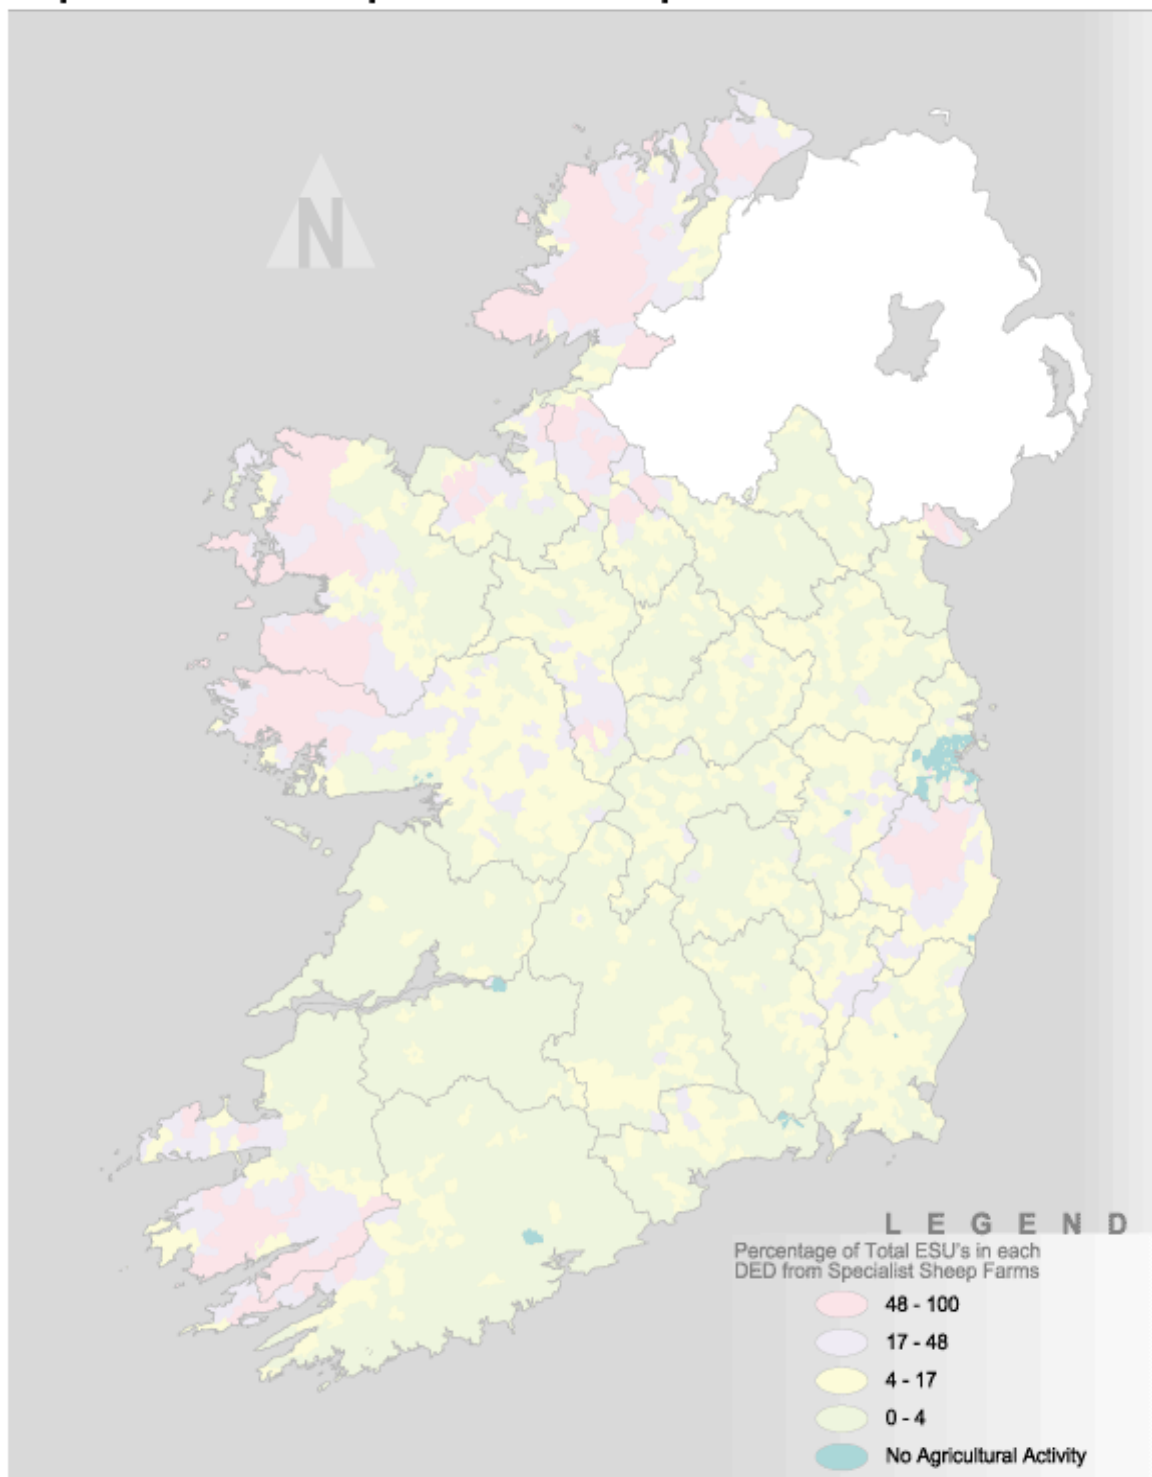 N
LEGEND
Percentage of Total ESU's in each
DED from Specialist Sheep Farms
48 - 100
17 - 48
4 - 17
0 - 4
No Agricultural Activity